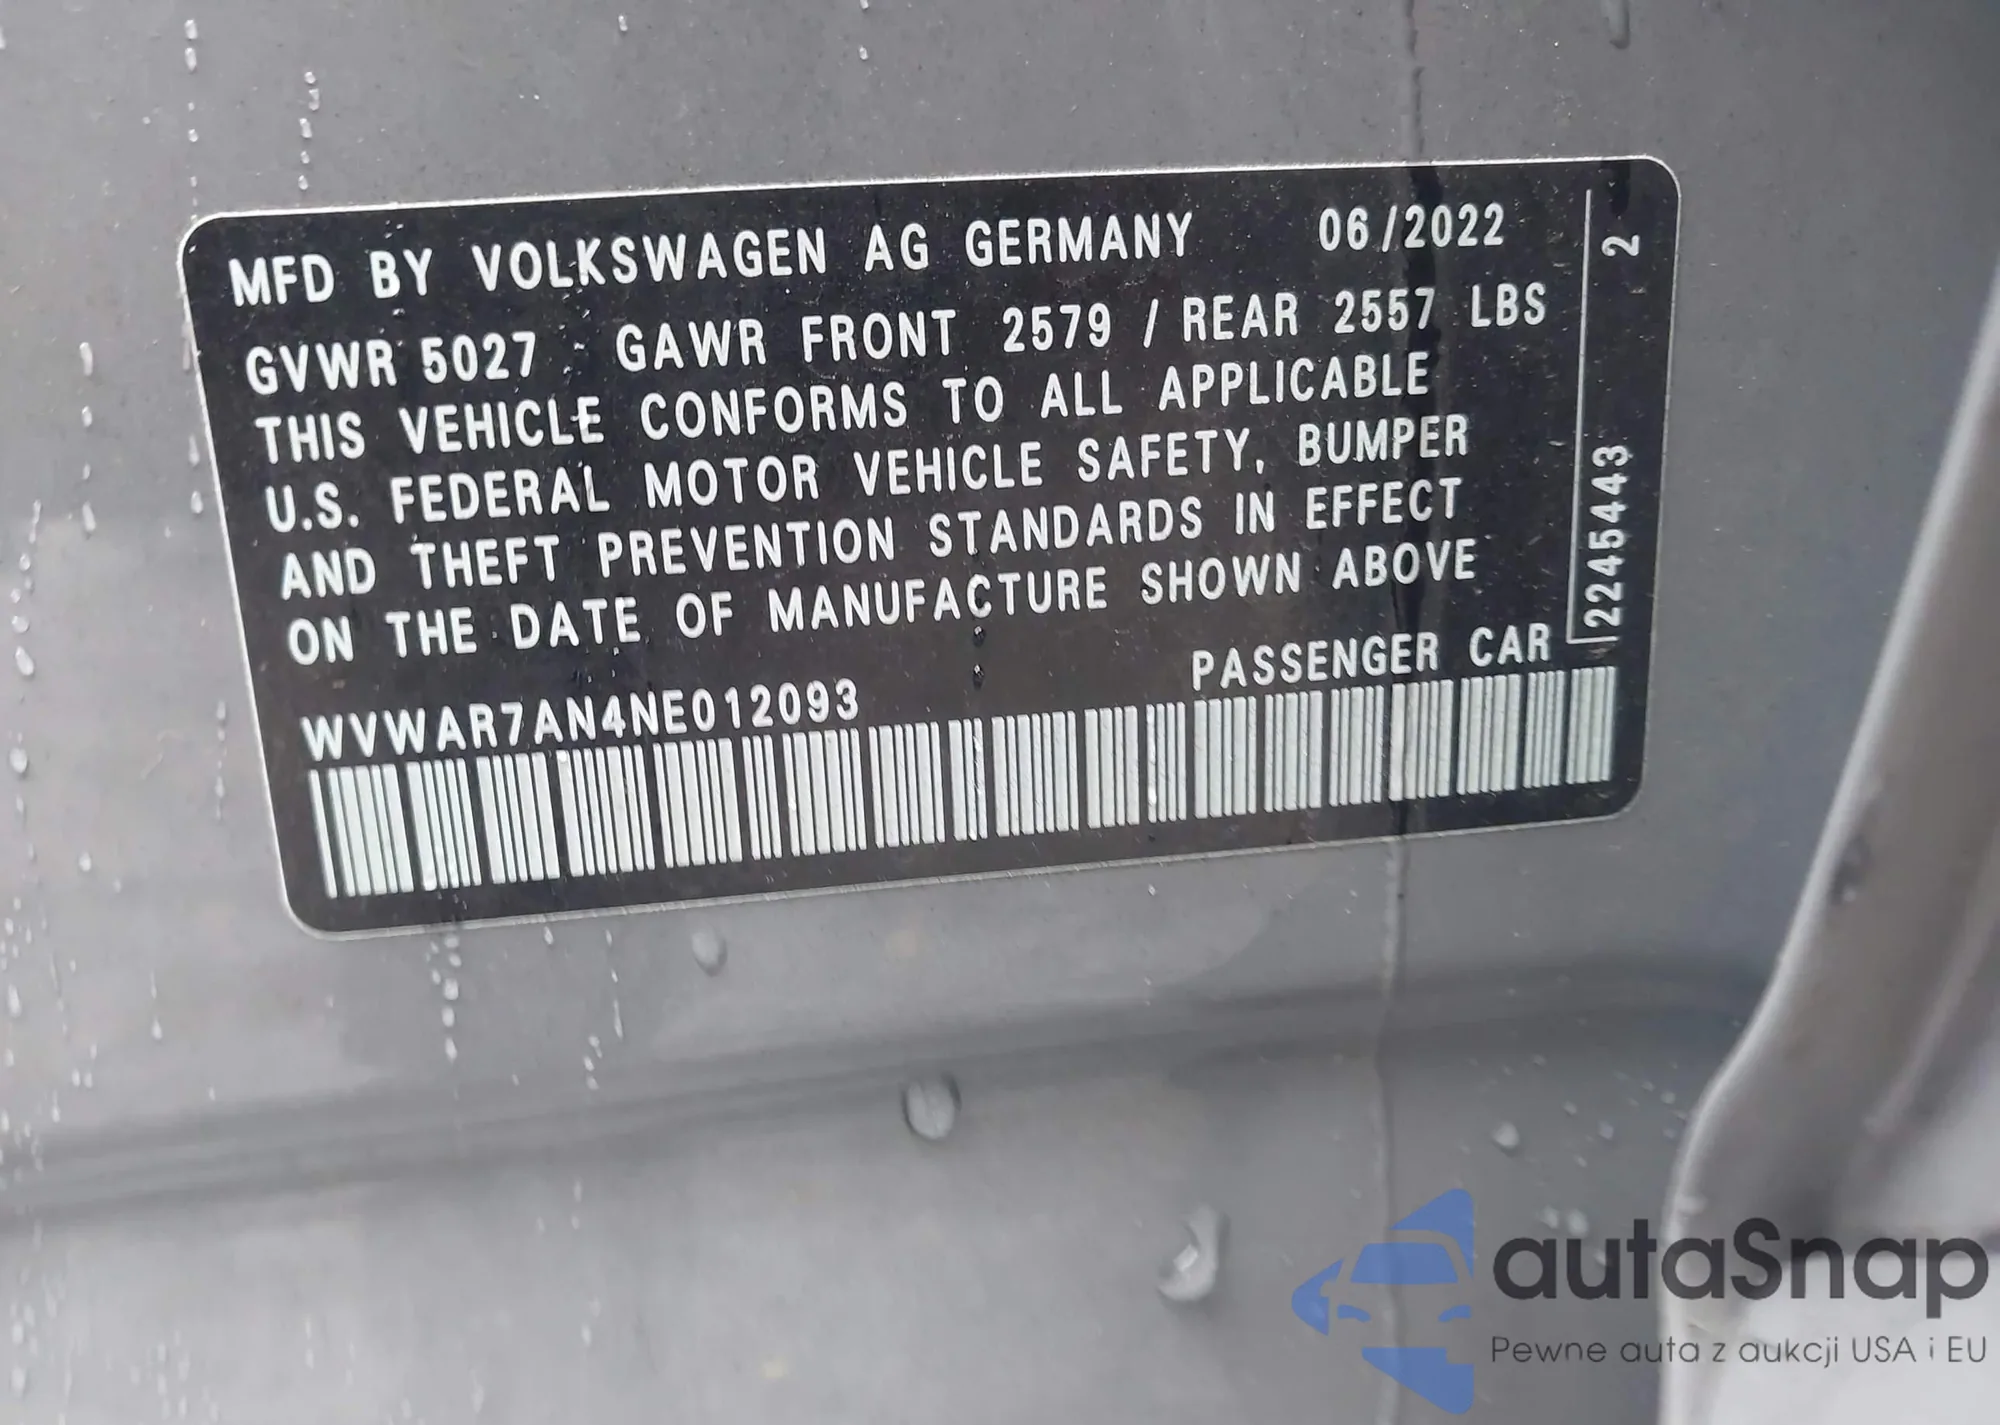 MFD BY VOLKSWAGEN AG GERMANY 06/2022
GVWR 5027 GAWR FRONT 2579 / REAR 2557 LBS
THIS VEHICLE CONFORMS TO ALL APPLICABLE
U.S. FEDERAL MOTOR VEHICLE SAFETY, BUMPER
AND THEFT PREVENTION STANDARDS IN EFFECT
ON THE DATE OF MANUFACTURE SHOWN ABOVE
PASSENGER CAR
WVWAR7AN4NE012093
2245443 2
autaSnap
Pewne auta z aukcji USA i EU